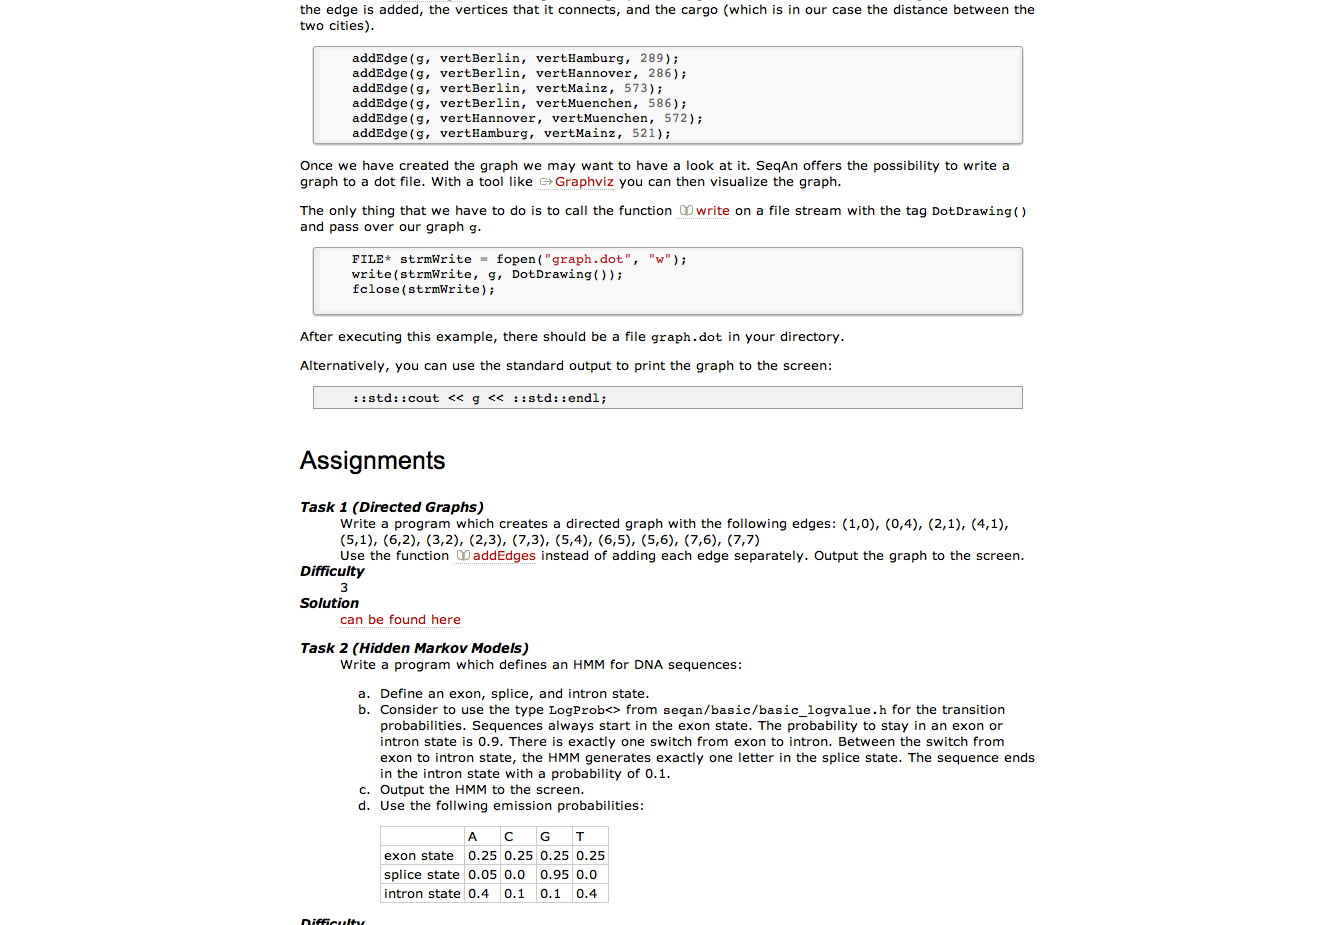 the edge is added, the vertices that it connects, and the cargo (which is in our case the distance between the
two cities).
addEdge(g, vertBerlin, vertHamburg, 289);
addEdge(g, vertBerlin, vertHannover, 286);
addEdge(g, vertBerlin, vertMainz, 573);
addEdge(g, vertBerlin, vertMuenchen, 586);
addEdge(g, vertHannover, vertMuenchen, 572);
addEdge(g, vertHamburg, vertMainz, 521);
Once we have created the graph we may want to have a look at it. SeqAn offers the possibility to write a
graph to a dot file. With a tool like Graphviz you can then visualize the graph.
The only thing that we have to do is to call the function write on a file stream with the tag DotDrawing()
and pass over our graph g.
FILE* strmWrite = fopen("graph.dot", "w");
write(strmWrite, g, DotDrawing());
fclose(strmWrite);
After executing this example, there should be a file graph.dot in your directory.
Alternatively, you can use the standard output to print the graph to the screen:
::std::cout << g << ::std::endl;
Assignments
Task 1 (Directed Graphs)
Write a program which creates a directed graph with the following edges: (1,0), (0,4), (2,1), (4,1),
(5,1), (6,2), (3,2), (2,3), (7,3), (5,4), (6,5), (5,6), (7,6), (7,7)
Use the function addEdges instead of adding each edge separately. Output the graph to the screen.
Difficulty
3
Solution
can be found here
Task 2 (Hidden Markov Models)
Write a program which defines an HMM for DNA sequences:
a. Define an exon, splice, and intron state.
b. Consider to use the type LogProb<> from seqan/basic/basic_logvalue.h for the transition
probabilities. Sequences always start in the exon state. The probability to stay in an exon or
intron state is 0.9. There is exactly one switch from exon to intron. Between the switch from
exon to intron state, the HMM generates exactly one letter in the splice state. The sequence ends
in the intron state with a probability of 0.1.
c. Output the HMM to the screen.
d. Use the follwing emission probabilities:
A C G T
exon state 0.25 0.25 0.25 0.25
splice state 0.05 0.0 0.95 0.0
intron state 0.4 0.1 0.1 0.4
Difficulty